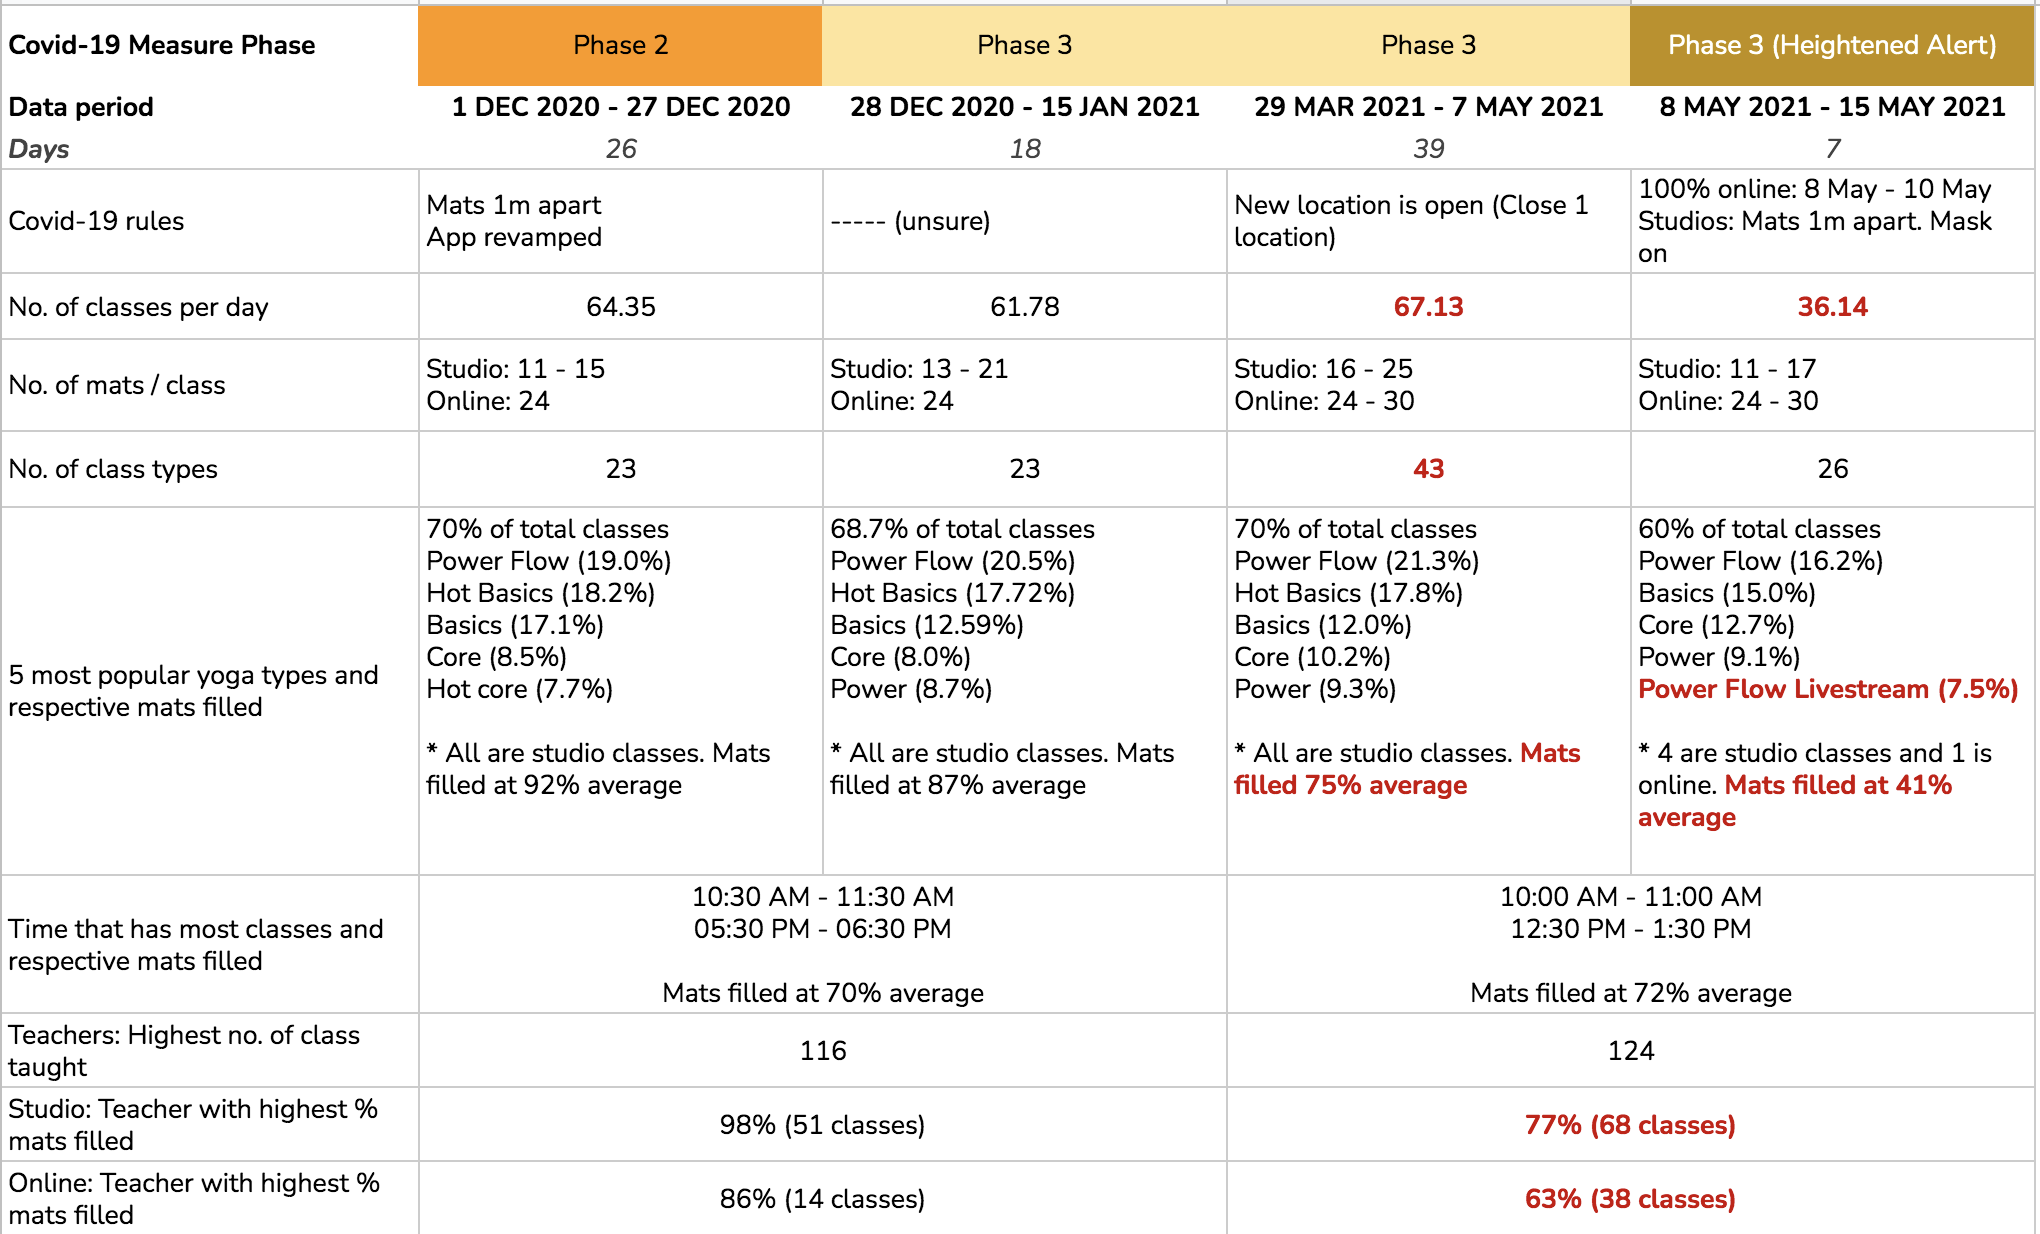 Covid-19 Measure Phase
Phase 2
Phase 3
Phase 3
Phase 3 (Heightened Alert)
Data period
1 DEC 2020 - 27 DEC 2020
28 DEC 2020 - 15 JAN 2021
29 MAR 2021 - 7 MAY 2021
8 MAY 2021 - 15 MAY 2021
Days
26
18
39
7
Covid-19 rules
Mats 1m apart
App revamped
----- (unsure)
New location is open (Close 1
location)
100% online: 8 May - 10 May
Studios: Mats 1m apart. Mask
on
No. of classes per day
64.35
61.78
67.13
36.14
No. of mats / class
Studio: 11 - 15
Online: 24
Studio: 13 - 21
Online: 24
Studio: 16 - 25
Online: 24 - 30
Studio: 11 - 17
Online: 24 - 30
No. of class types
23
23
43
26
5 most popular yoga types and
respective mats filled
70% of total classes
Power Flow (19.0%)
Hot Basics (18.2%)
Basics (17.1%)
Core (8.5%)
Hot core (7.7%)
* All are studio classes. Mats
filled at 92% average
68.7% of total classes
Power Flow (20.5%)
Hot Basics (17.72%)
Basics (12.59%)
Core (8.0%)
Power (8.7%)
* All are studio classes. Mats
filled at 87% average
70% of total classes
Power Flow (21.3%)
Hot Basics (17.8%)
Basics (12.0%)
Core (10.2%)
Power (9.3%)
* All are studio classes. Mats
filled 75% average
60% of total classes
Power Flow (16.2%)
Basics (15.0%)
Core (12.7%)
Power (9.1%)
Power Flow Livestream (7.5%)
* 4 are studio classes and 1 is
online. Mats filled at 41%
average
Time that has most classes and
respective mats filled
10:30 AM - 11:30 AM
05:30 PM - 06:30 PM
Mats filled at 70% average
10:00 AM - 11:00 AM
12:30 PM - 1:30 PM
Mats filled at 72% average
Teachers: Highest no. of class
taught
116
124
Studio: Teacher with highest %
mats filled
98% (51 classes)
77% (68 classes)
Online: Teacher with highest %
mats filled
86% (14 classes)
63% (38 classes)